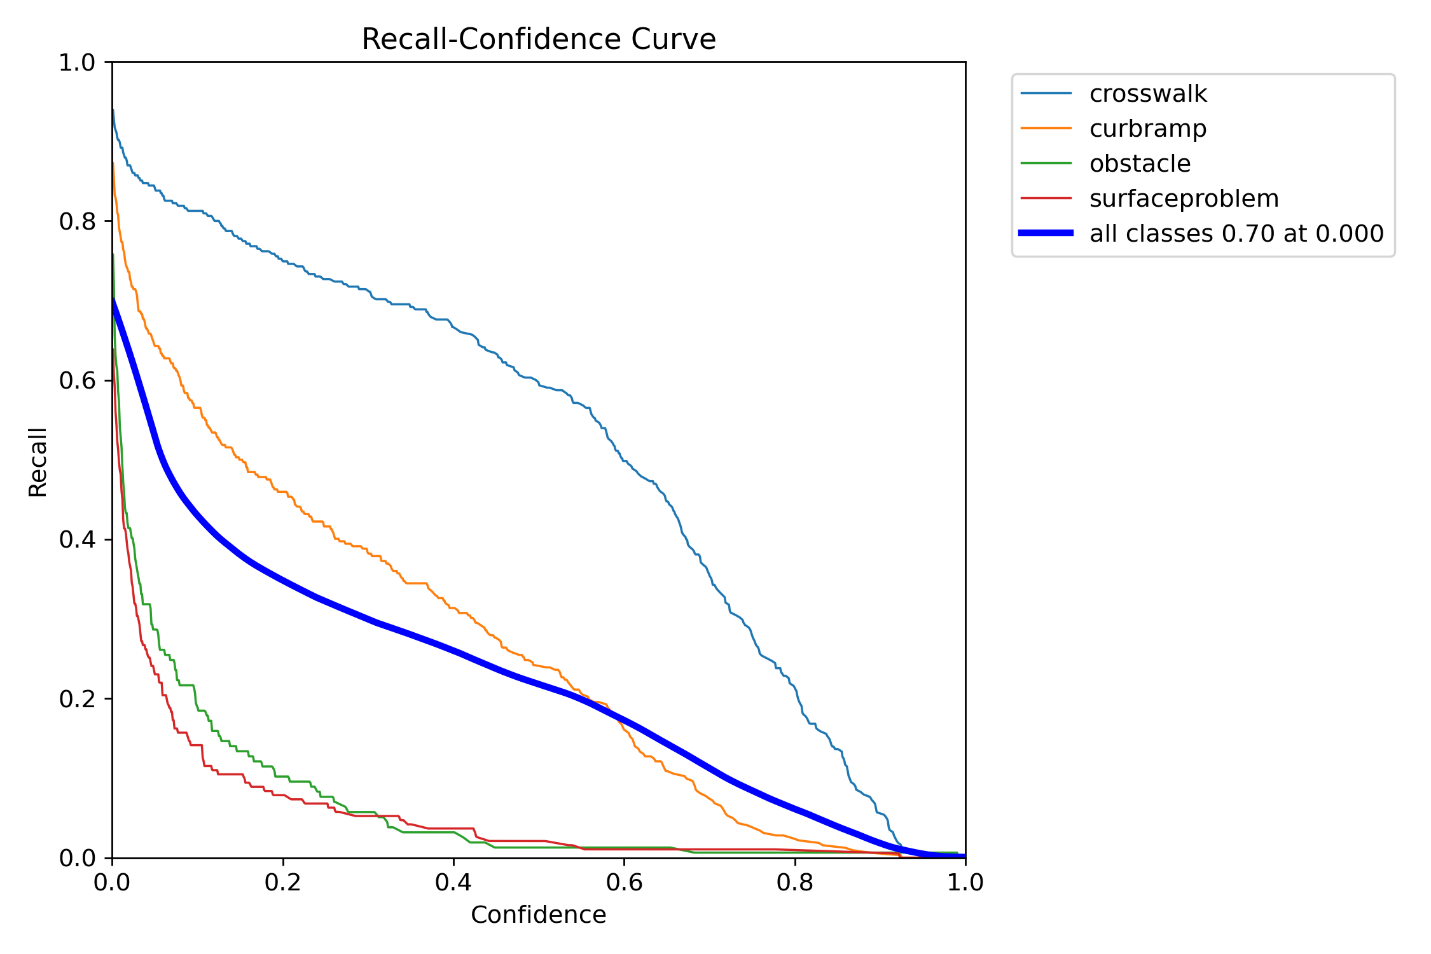 Recall-Confidence Curve
1.0
0.8
0.6
0.4
0.2
0.0
Recall
0.0 0.2 0.4 0.6 0.8 1.0
Confidence
crosswalk
curbramp
obstacle
surfaceproblem
all classes 0.70 at 0.000